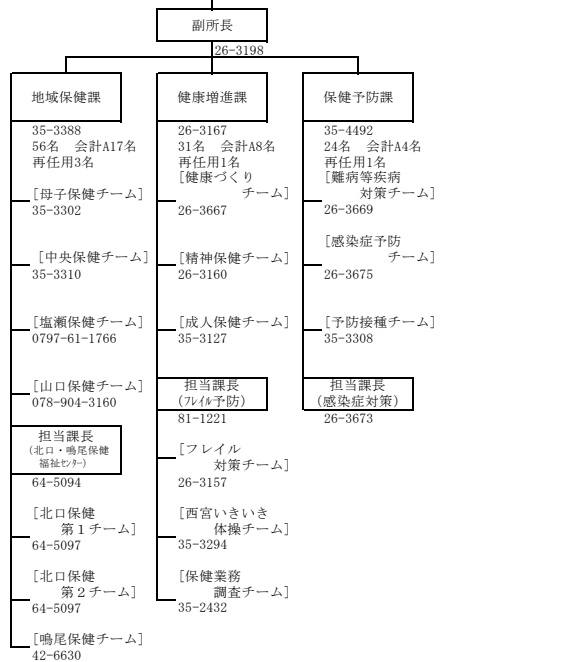 副所長
26-3198
地域保健課
35-3388
56名　会計A17名
再任用3名
[母子保健チーム]
35-3302
[中央保健チーム]
35-3310
[塩瀬保健チーム]
0797-61-1766
[山口保健チーム]
078-904-3160
担当課長
(北口・鳴尾保健
福祉ｾﾝﾀｰ)
64-5094
[北口保健
第１チーム]
64-5097
[北口保健
第２チーム]
64-5097
[鳴尾保健チーム]
42-6630
健康増進課
26-3167
31名　会計A8名
再任用1名
[健康づくり
チーム]
26-3667
[精神保健チーム]
26-3160
[成人保健チーム]
35-3127
担当課長
(ﾌﾚｲﾙ予防)
81-1221
[フレイル
対策チーム]
26-3157
[西宮いきいき
体操チーム]
35-3294
[保健業務
調査チーム]
35-2432
保健予防課
35-4492
24名　会計A4名
再任用1名
[難病等疾病
対策チーム]
26-3669
[感染症予防
チーム]
26-3675
[予防接種チーム]
35-3308
担当課長
(感染症対策)
26-3673